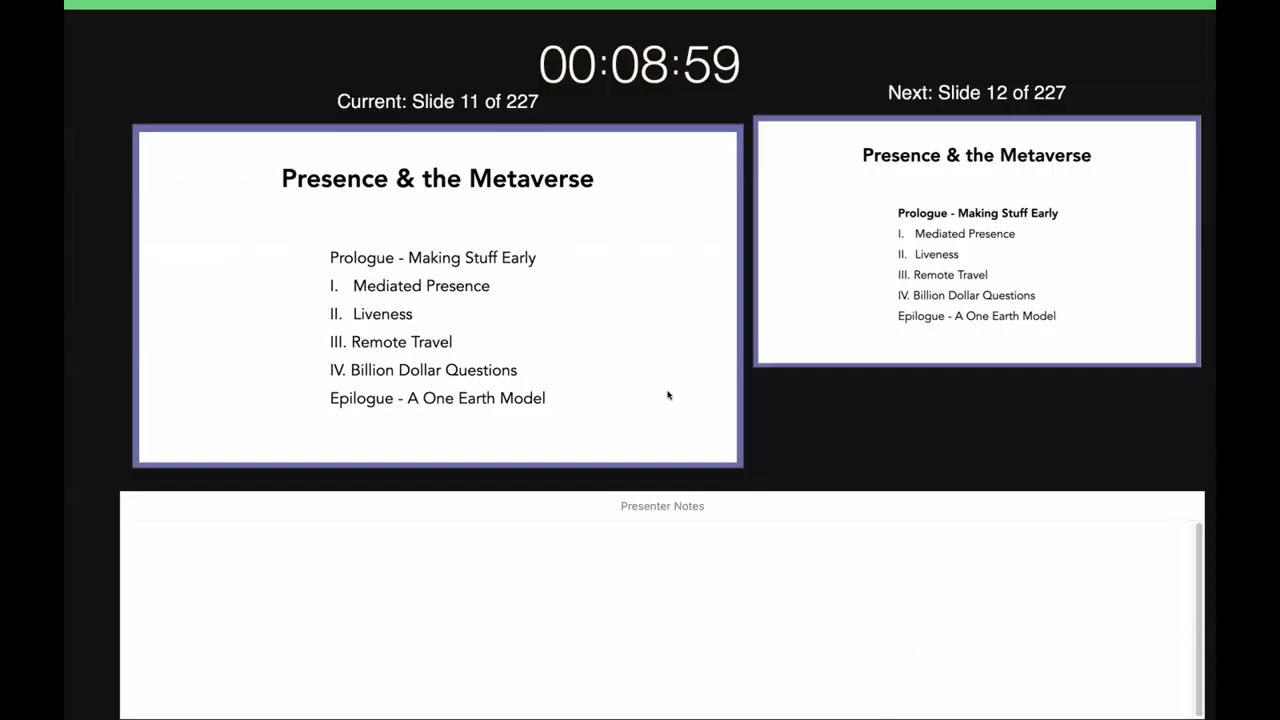 00:08:59
Current: Slide 11 of 227
Next: Slide 12 of 227
Presence & the Metaverse
Prologue - Making Stuff Early
I. Mediated Presence
II. Liveness
III. Remote Travel
IV. Billion Dollar Questions
Epilogue - A One Earth Model
Presence & the Metaverse
Prologue - Making Stuff Early
I. Mediated Presence
II. Liveness
III. Remote Travel
IV. Billion Dollar Questions
Epilogue - A One Earth Model
Presenter Notes